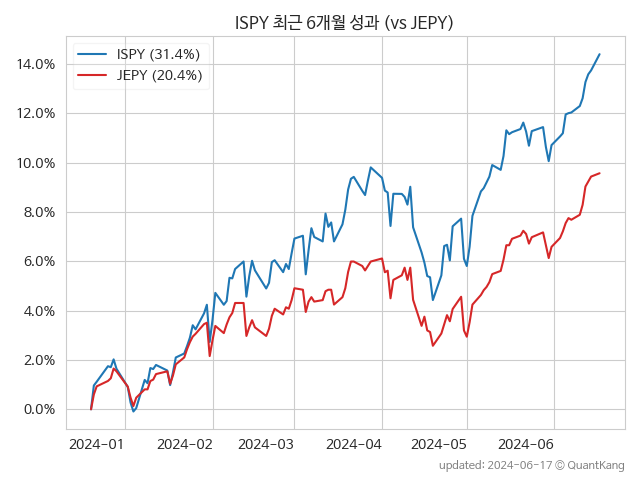 ISPY 최근 6개월 성과 (vs JEPY)
ISPY (31.4%)
JEPY (20.4%)
14.0%
12.0%
10.0%
8.0%
6.0%
4.0%
2.0%
0.0%
2024-01 2024-02 2024-03 2024-04 2024-05 2024-06
updated: 2024-06-17 © QuantKang